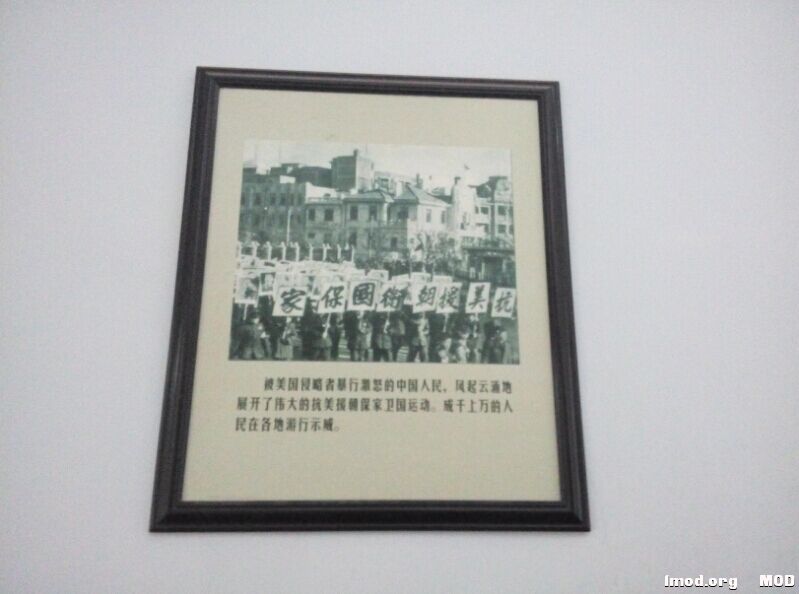 抗美援朝衛國保家
被美国侵略者暴行激怒的中国人民，风起云涌地
展开了伟大的抗美援朝保家卫国运动。成千上万的人
民在各地游行示威。
Imod.org MOD